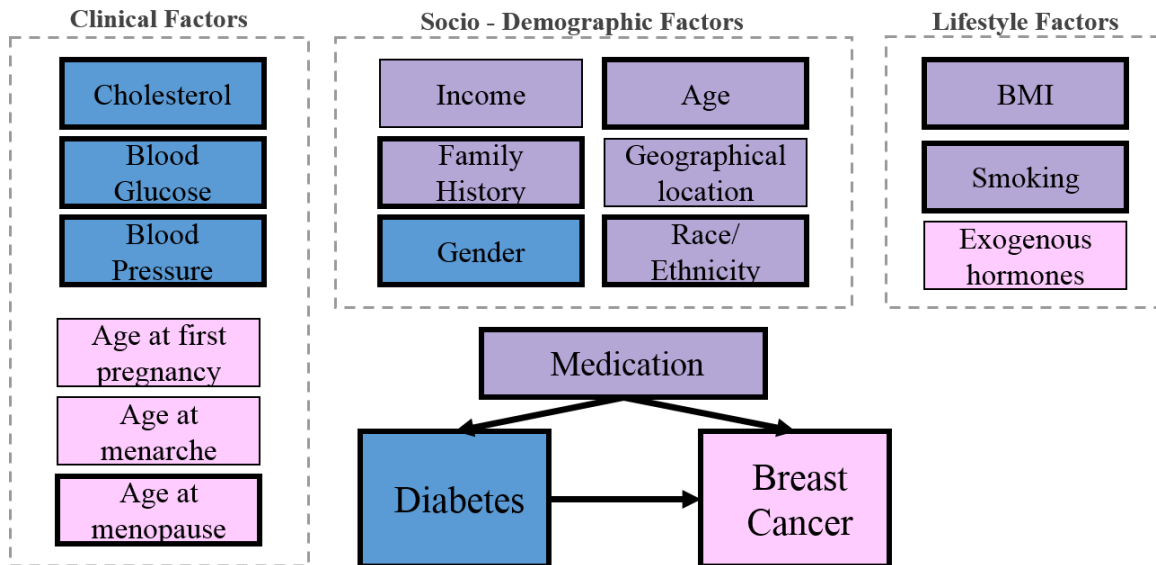 Clinical Factors
Cholesterol
Blood
Glucose
Blood
Pressure
Age at first
pregnancy
Age at
menarche
Age at
menopause
Socio - Demographic Factors
Income
Age
Family
History
Geographical
location
Gender
Race/
Ethnicity
Lifestyle Factors
BMI
Smoking
Exogenous
hormones
Medication
Diabetes
Breast
Cancer